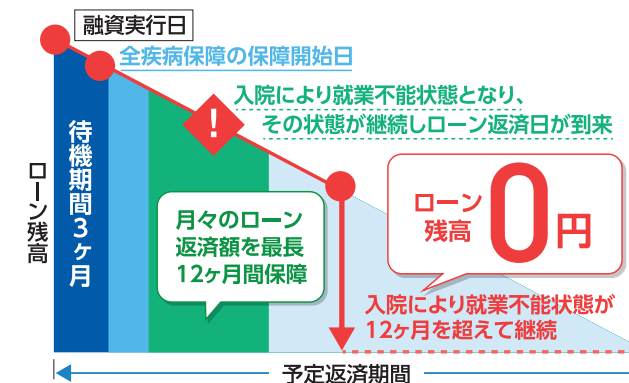 融資実行日
全疾病保障の保障開始日
入院により就業不能状態となり、
その状態が継続しローン返済日が到来
!
待機期間3ヶ月
ローン残高
月々のローン
返済額を最長
12ヶ月間保障
ローン
残高
0円
入院により就業不能状態が
12ヶ月を超えて継続
予定返済期間